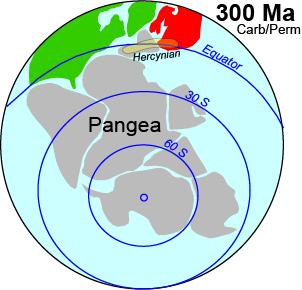 300 Ma
Carb/Perm
Hercynian
Equator
30 S
Pangea
60 S